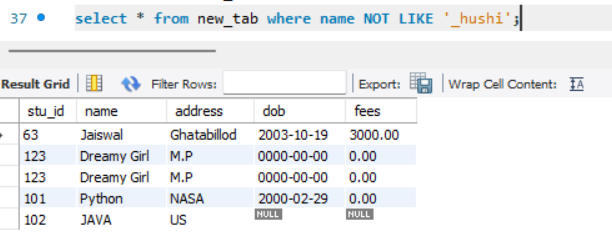 37 select * from new_tab where name NOT LIKE '_hushi';
Result Grid Filter Rows: Export: Wrap Cell Content: IA
stu_id name address dob fees
63 Jaiswal Ghatabillod 2003-10-19 3000.00
123 Dreamy Girl M.P 0000-00-00 0.00
123 Dreamy Girl M.P 0000-00-00 0.00
101 Python NASA 2000-02-29 0.00
102 JAVA US NULL NULL